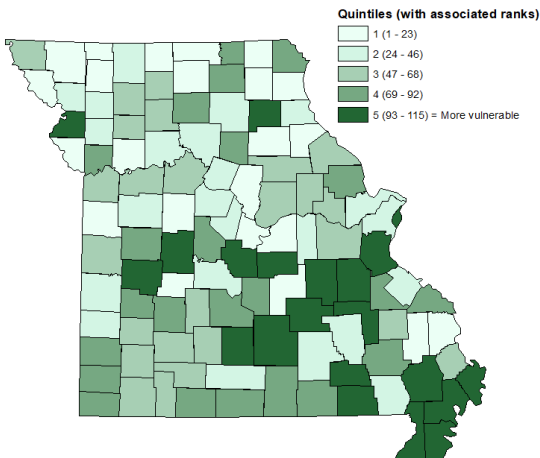 Quintiles (with associated ranks)
1 (1 - 23)
2 (24 - 46)
3 (47 - 68)
4 (69 - 92)
5 (93 - 115) = More vulnerable